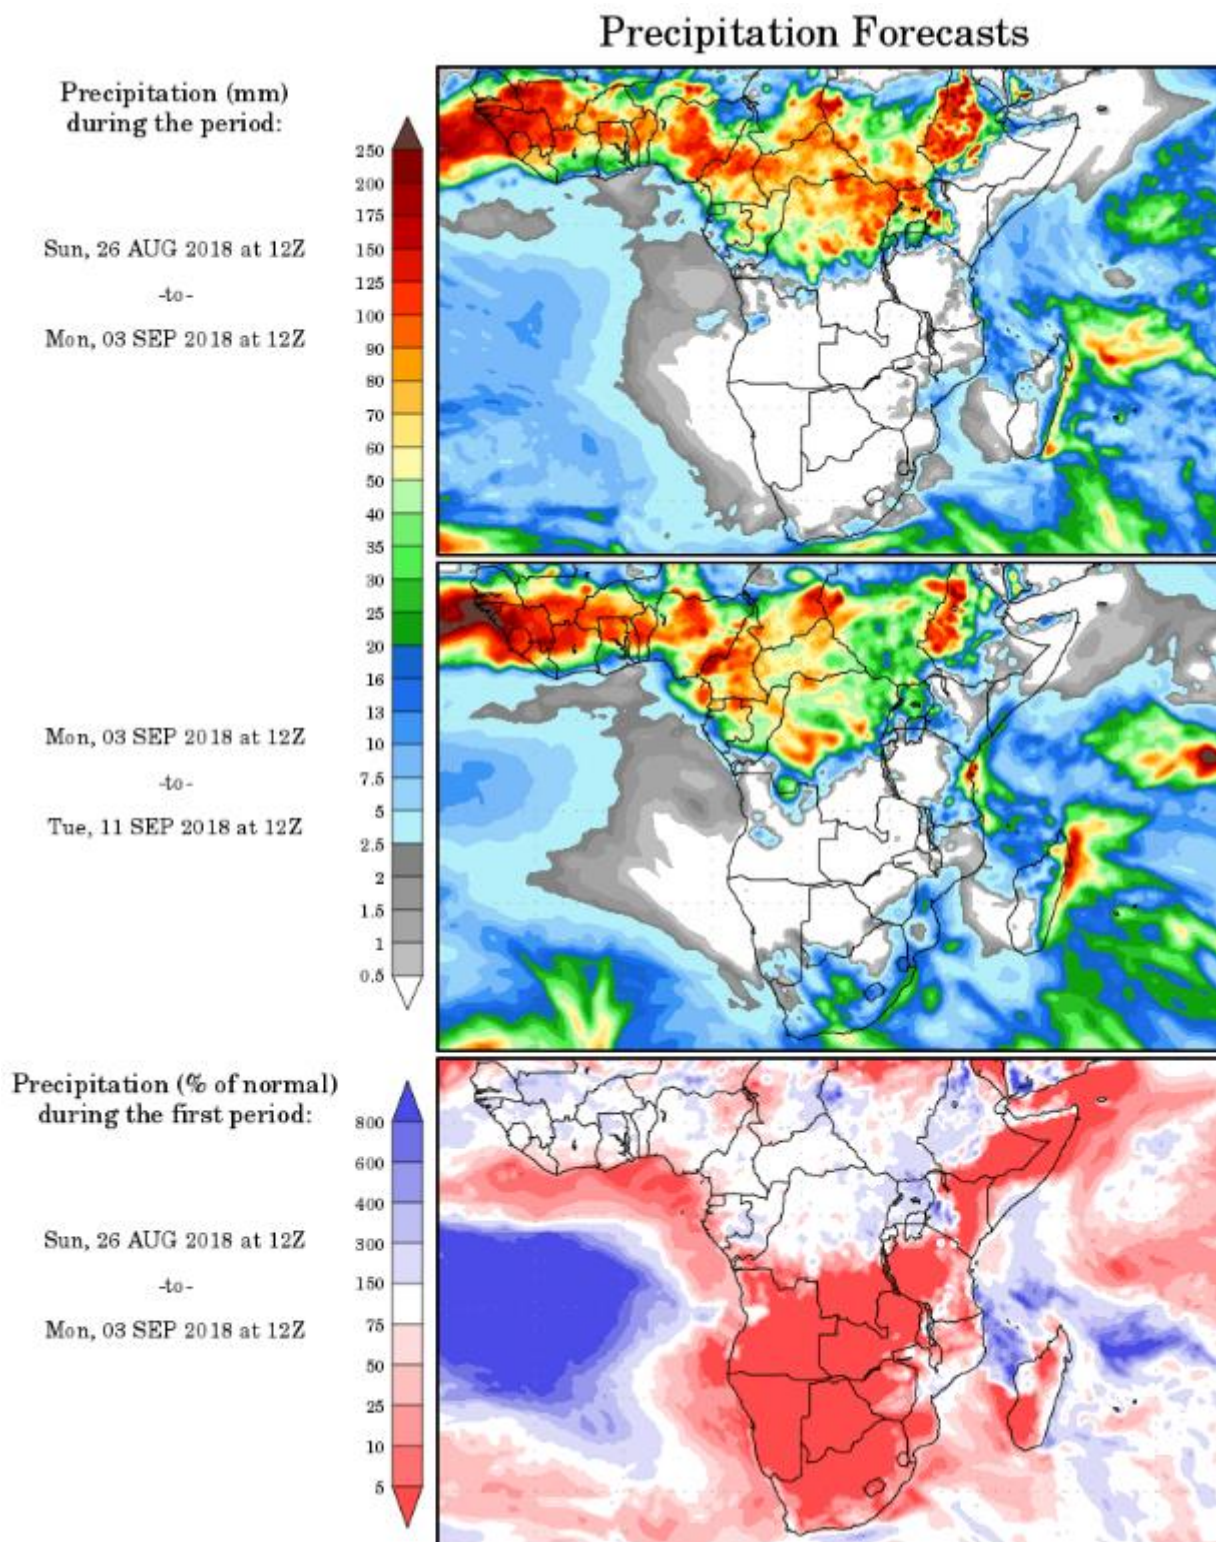 Precipitation Forecasts
Precipitation (mm)
during the period:
Sun, 26 AUG 2018 at 12Z
-to-
Mon, 03 SEP 2018 at 12Z
250
200
175
150
125
100
90
80
70
60
50
40
35
30
25
20
16
13
10
7.5
5
2.5
2
1.5
1
0.5
Mon, 03 SEP 2018 at 12Z
-to-
Tue, 11 SEP 2018 at 12Z
Precipitation (% of normal)
during the first period:
Sun, 26 AUG 2018 at 12Z
-to-
Mon, 03 SEP 2018 at 12Z
800
600
400
300
150
75
50
25
10
5